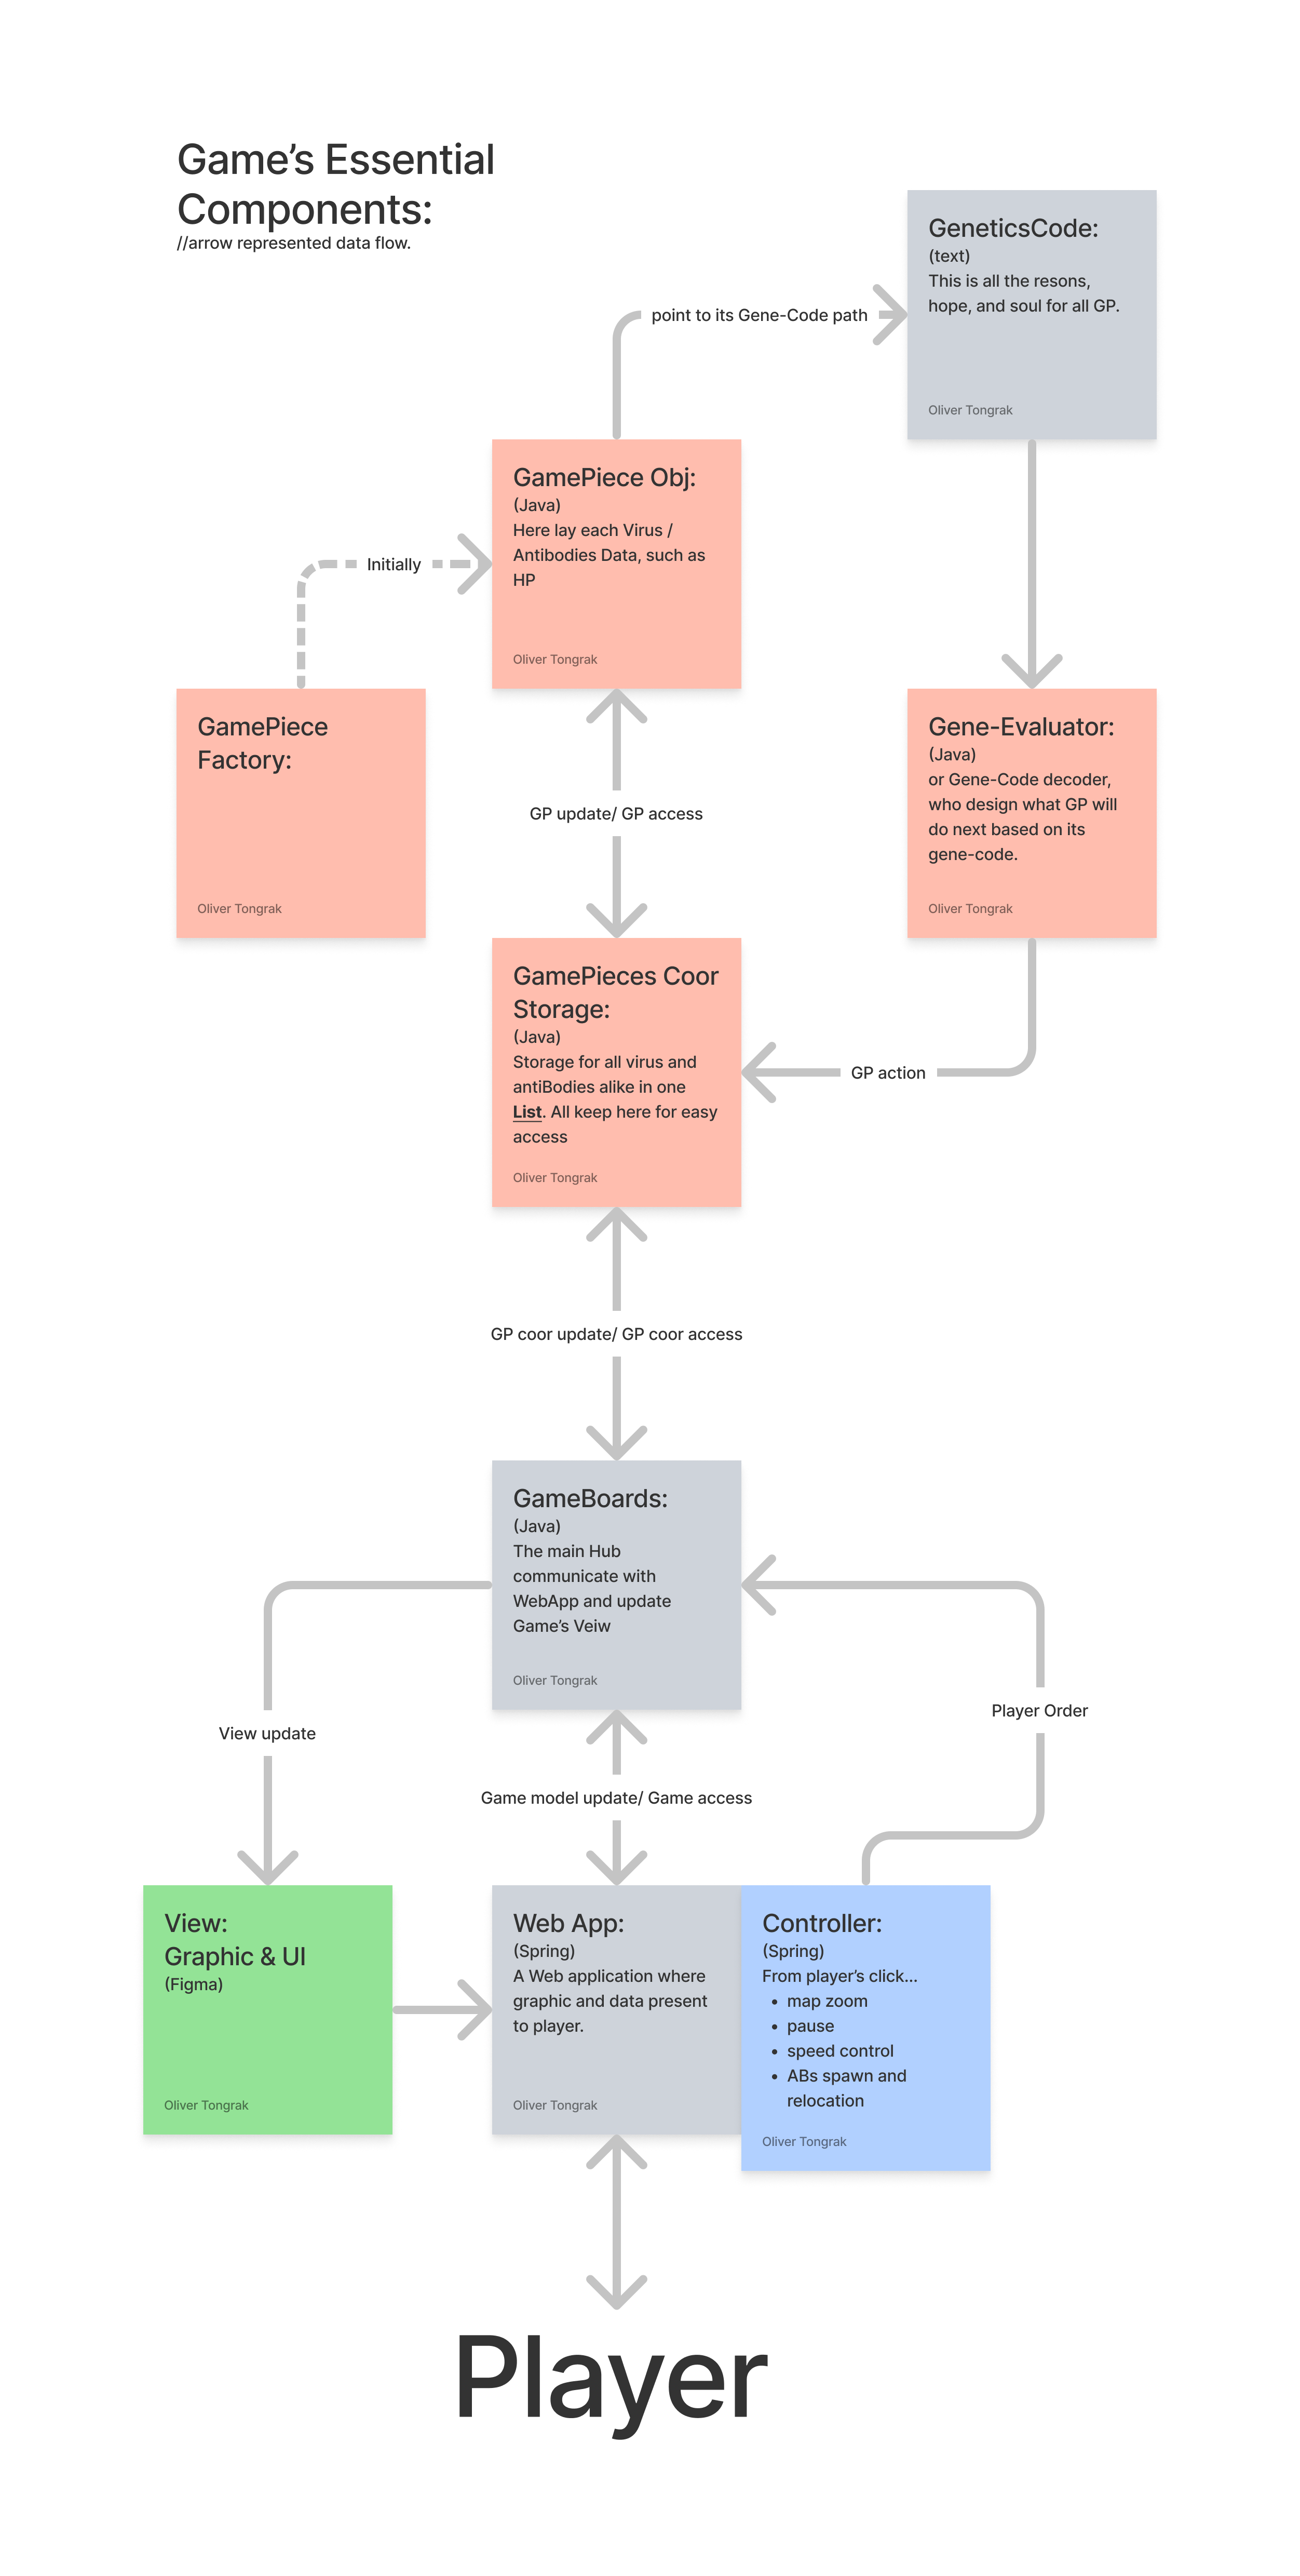 Game’s Essential
Components:
//arrow represented data flow.
GeneticsCode:
(text)
This is all the resons,
hope, and soul for all GP.
Oliver Tongrak
point to its Gene-Code path
GamePiece Obj:
(Java)
Here lay each Virus /
Antibodies Data, such as
HP
Oliver Tongrak
Initially
GamePiece
Factory:
Oliver Tongrak
Gene-Evaluator:
(Java)
or Gene-Code decoder,
who design what GP will
do next based on its
gene-code.
Oliver Tongrak
GP update/ GP access
GamePieces Coor
Storage:
(Java)
Storage for all virus and
antiBodies alike in one
List. All keep here for easy
access
Oliver Tongrak
GP action
GP coor update/ GP coor access
GameBoards:
(Java)
The main Hub
communicate with
WebApp and update
Game’s Veiw
Oliver Tongrak
Player Order
View update
Game model update/ Game access
View:
Graphic & UI
(Figma)
Oliver Tongrak
Web App:
(Spring)
A Web application where
graphic and data present
to player.
Oliver Tongrak
Controller:
(Spring)
From player’s click...
• map zoom
• pause
• speed control
• ABs spawn and
relocation
Oliver Tongrak
Player